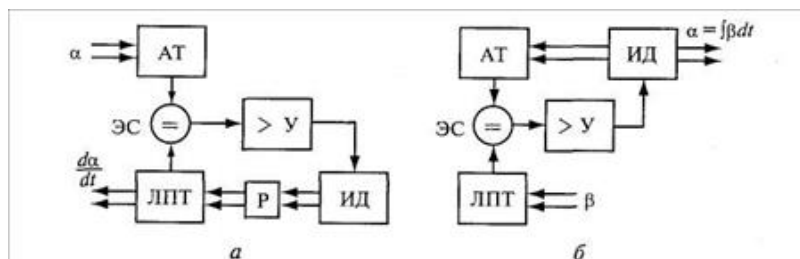 α
АТ
ЭС
=
> У
dα
dt
ЛПТ
Р
ИД
а
α = ∫βdt
АТ
ИД
ЭС
=
> У
ЛПТ
β
б